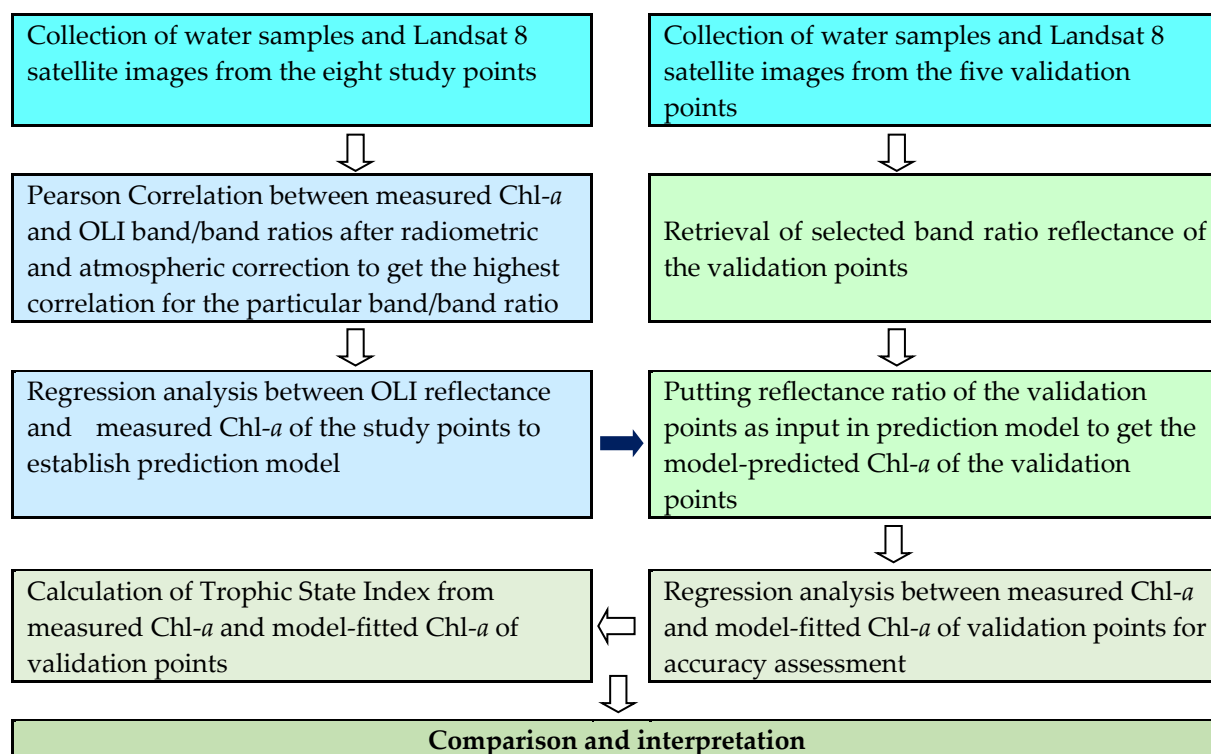 Collection of water samples and Landsat 8
satellite images from the eight study points
Collection of water samples and Landsat 8
satellite images from the five validation
points
Pearson Correlation between measured Chl-a
and OLI band/band ratios after radiometric
and atmospheric correction to get the highest
correlation for the particular band/band ratio
Retrieval of selected band ratio reflectance of
the validation points
Regression analysis between OLI reflectance
and measured Chl-a of the study points to
establish prediction model
Putting reflectance ratio of the validation
points as input in prediction model to get the
model-predicted Chl-a of the validation
points
Calculation of Trophic State Index from
measured Chl-a and model-fitted Chl-a of
validation points
Regression analysis between measured Chl-a
and model-fitted Chl-a of validation points for
accuracy assessment
Comparison and interpretation